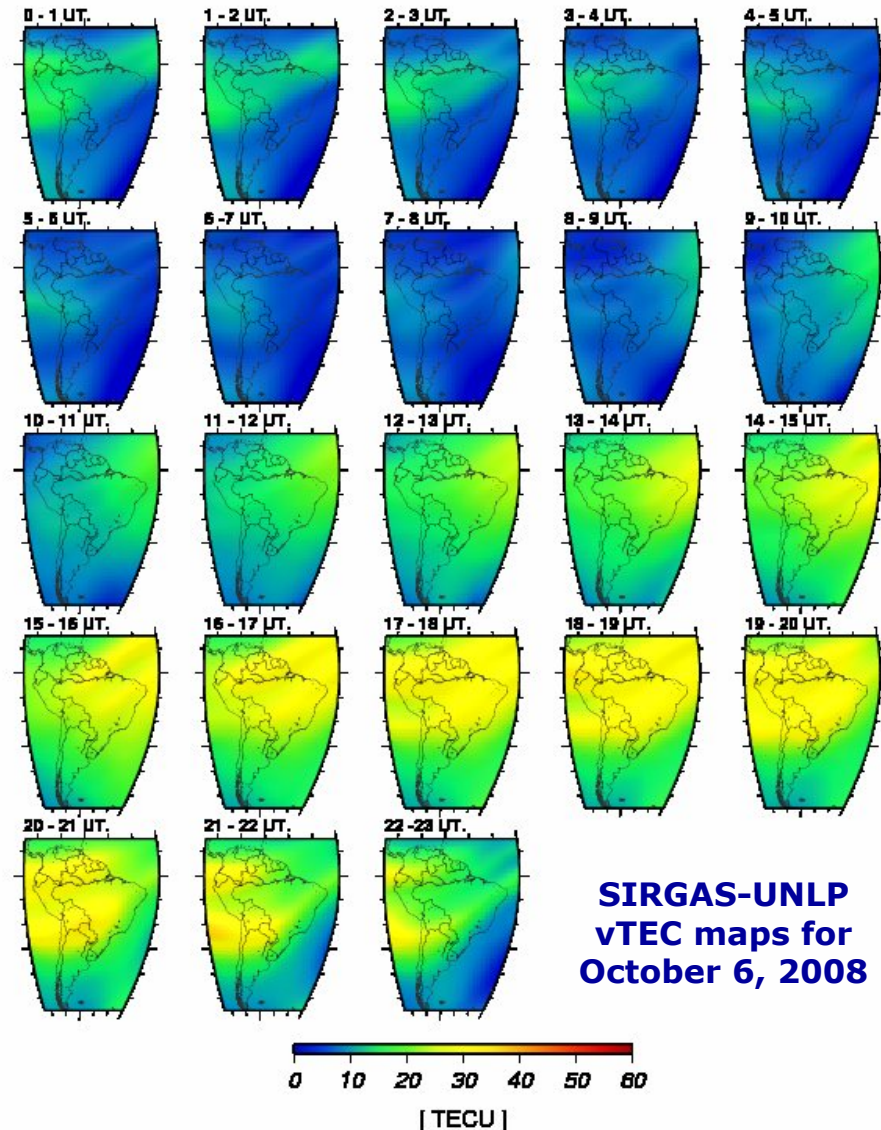 0 - 1 UT.
1 - 2 UT.
2 - 3 UT.
3 - 4 UT.
4 - 5 UT.
5 - 6 UT.
6 -7 UT.
7 - 8 UT.
8 - 9 UT.
9 - 10 UT.
10 - 11 UT.
11 - 12 UT.
12 - 13 UT.
13 - 14 UT.
14 - 15 UT.
15 - 16 UT.
16 - 17 UT.
17 - 18 UT.
18 - 19 UT.
19 - 20 UT.
20 - 21 UT.
21 - 22 UT.
22 -23 UT.
SIRGAS-UNLP
vTEC maps for
October 6, 2008
0 10 20 30 40 50 60
[ TECU ]